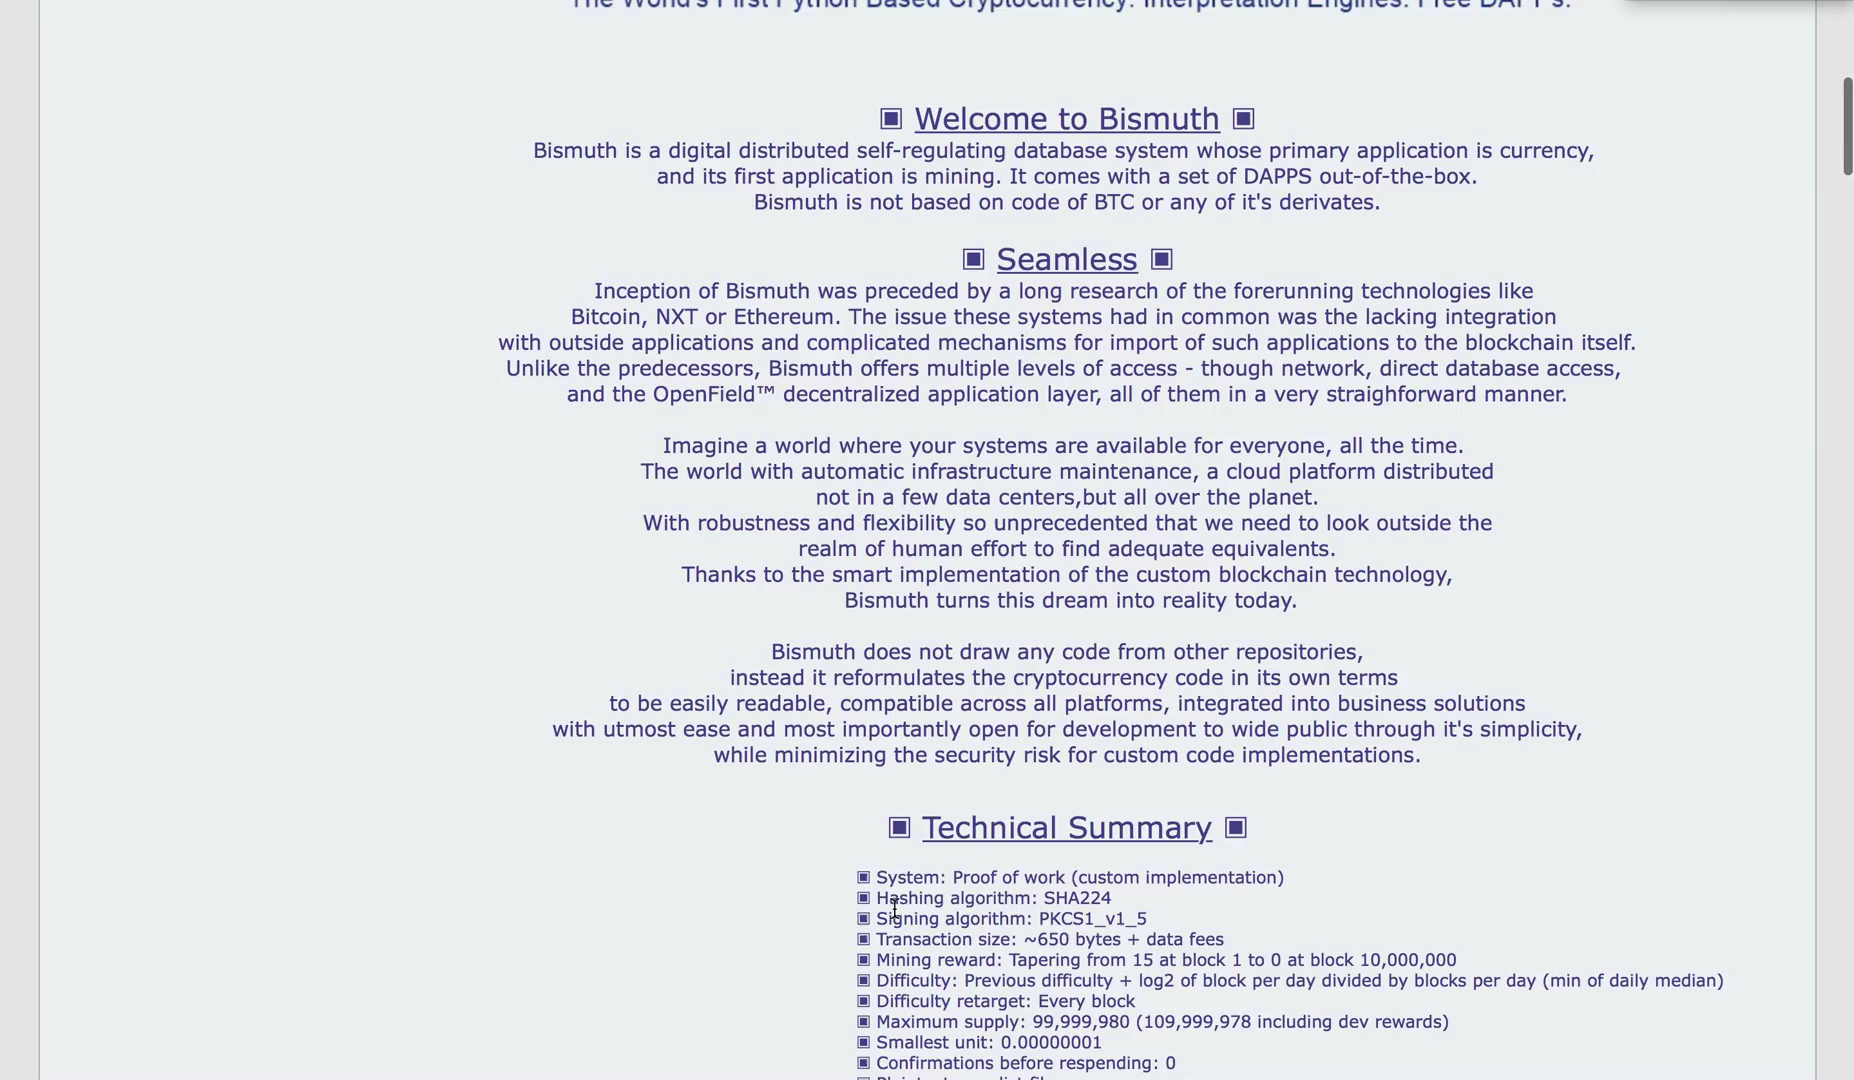 The World's First Python Based Cryptocurrency. Interpretation Engines. Free DAPPs.
▣ Welcome to Bismuth ▣
Bismuth is a digital distributed self-regulating database system whose primary application is currency,
and its first application is mining. It comes with a set of DAPPS out-of-the-box.
Bismuth is not based on code of BTC or any of it's derivates.
▣ Seamless ▣
Inception of Bismuth was preceded by a long research of the forerunning technologies like
Bitcoin, NXT or Ethereum. The issue these systems had in common was the lacking integration
with outside applications and complicated mechanisms for import of such applications to the blockchain itself.
Unlike the predecessors, Bismuth offers multiple levels of access - though network, direct database access,
and the OpenField™ decentralized application layer, all of them in a very straighforward manner.
Imagine a world where your systems are available for everyone, all the time.
The world with automatic infrastructure maintenance, a cloud platform distributed
not in a few data centers,but all over the planet.
With robustness and flexibility so unprecedented that we need to look outside the
realm of human effort to find adequate equivalents.
Thanks to the smart implementation of the custom blockchain technology,
Bismuth turns this dream into reality today.
Bismuth does not draw any code from other repositories,
instead it reformulates the cryptocurrency code in its own terms
to be easily readable, compatible across all platforms, integrated into business solutions
with utmost ease and most importantly open for development to wide public through it's simplicity,
while minimizing the security risk for custom code implementations.
▣ Technical Summary ▣
▣ System: Proof of work (custom implementation)
▣ Hashing algorithm: SHA224
▣ Signing algorithm: PKCS1_v1_5
▣ Transaction size: ~650 bytes + data fees
▣ Mining reward: Tapering from 15 at block 1 to 0 at block 10,000,000
▣ Difficulty: Previous difficulty + log2 of block per day divided by blocks per day (min of daily median)
▣ Difficulty retarget: Every block
▣ Maximum supply: 99,999,980 (109,999,978 including dev rewards)
▣ Smallest unit: 0.00000001
▣ Confirmations before respending: 0